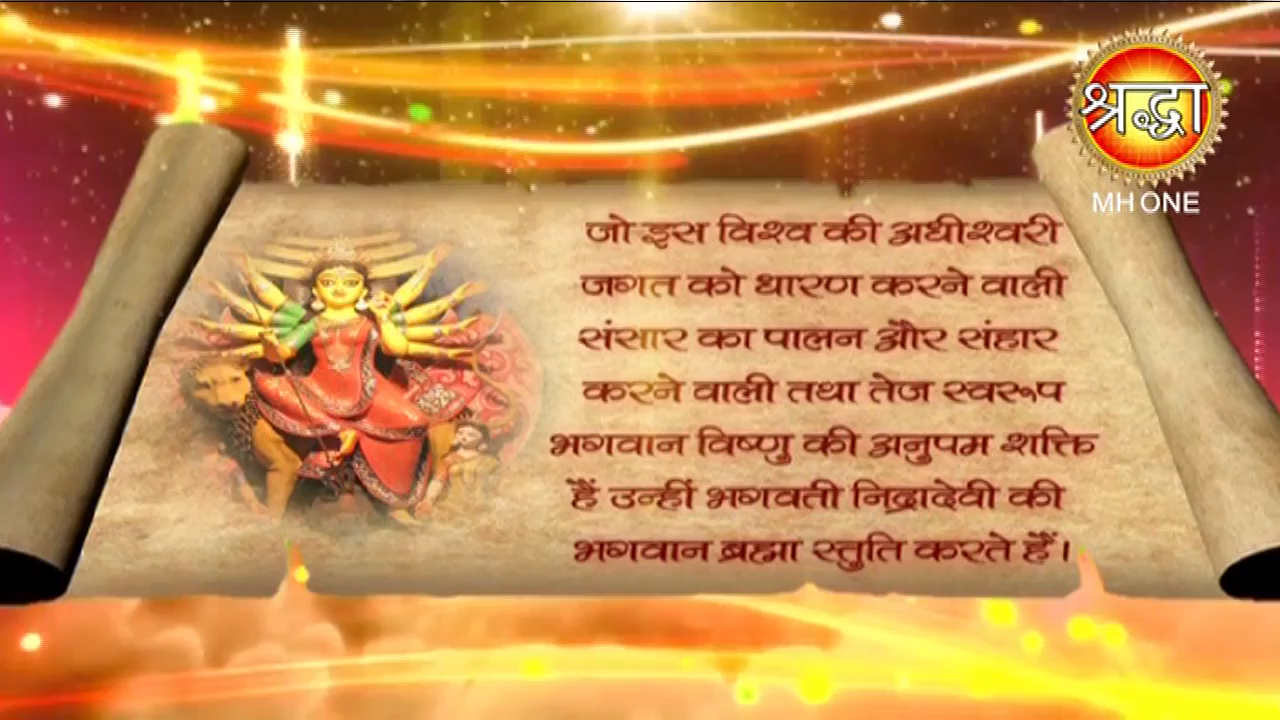 श्रद्धा
MH ONE
जो इस विश्व की अधीश्वरी
जगत को धारण करने वाली
संसार का पालन और संहार
करने वाली तथा तेज स्वरूप
भगवान विष्णु की अनुपम शक्ति
हैं उन्हीं भगवती निद्रादेवी की
भगवान ब्रह्मा स्तुति करते हैं।